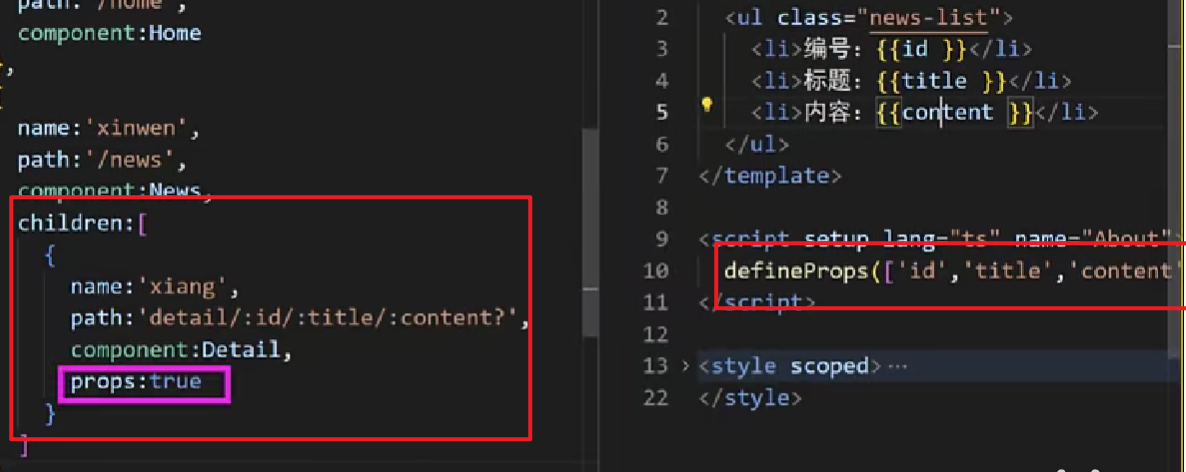 path:'/home',
component:Home
},
{
name:'xinwen',
path:'/news',
component:News,
children:[
{
name:'xiang',
path:'detail/:id/:title/:content?',
component:Detail,
props:true
}
]
2 <ul class="news-list">
3 <li>编号：{{id }}</li>
4 <li>标题：{{title }}</li>
5 <li>内容：{{content }}</li>
6 </ul>
7 </template>
8
9 <script setup lang="ts" name="About">
10 defineProps(['id','title','content'
11 </script>
12
13 > <style scoped> ···
22 </style>